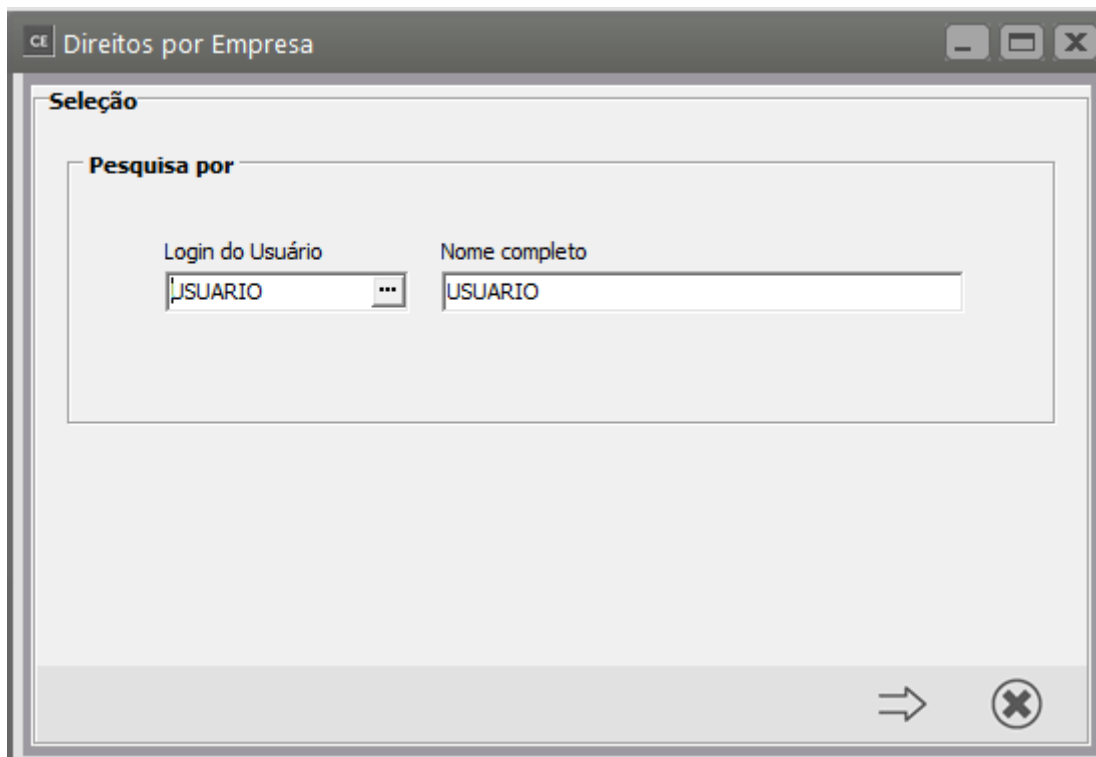 CE Direitos por Empresa
Seleção
Pesquisa por
Login do Usuário Nome completo
USUARIO ... USUARIO